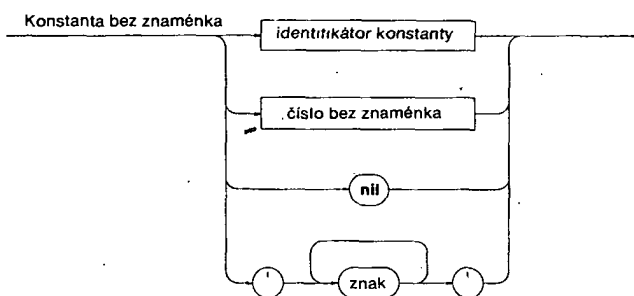 Konstanta bez znaménka
identifikátor konstanty
číslo bez znaménka
nil
' znak '